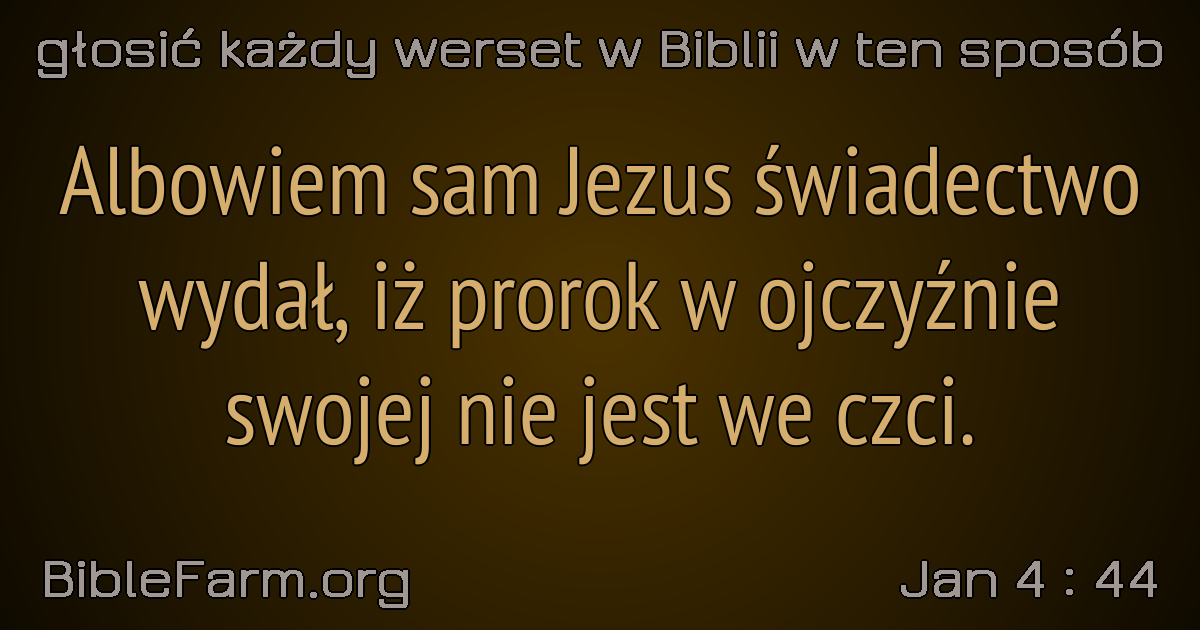 głosić każdy werset w Biblii w ten sposób
Albowiem sam Jezus świadectwo
wydał, iż prorok w ojczyźnie
swojej nie jest we czci.
BibleFarm.org
Jan 4 : 44